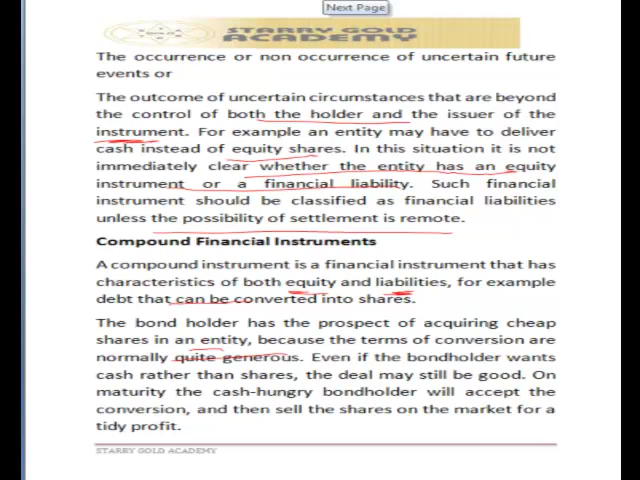 Next Page
STARRY GOLD
ACADEMY
The occurrence or non occurrence of uncertain future
events or
The outcome of uncertain circumstances that are beyond
the control of both the holder and the issuer of the
instrument. For example an entity may have to deliver
cash instead of equity shares. In this situation it is not
immediately clear whether the entity has an equity
instrument or a financial liability. Such financial
instrument should be classified as financial liabilities
unless the possibility of settlement is remote.
Compound Financial Instruments
A compound instrument is a financial instrument that has
characteristics of both equity and liabilities, for example
debt that can be converted into shares.
The bond holder has the prospect of acquiring cheap
shares in an entity, because the terms of conversion are
normally quite generous. Even if the bondholder wants
cash rather than shares, the deal may still be good. On
maturity the cash-hungry bondholder will accept the
conversion, and then sell the shares on the market for a
tidy profit.
STARRY GOLD ACADEMY